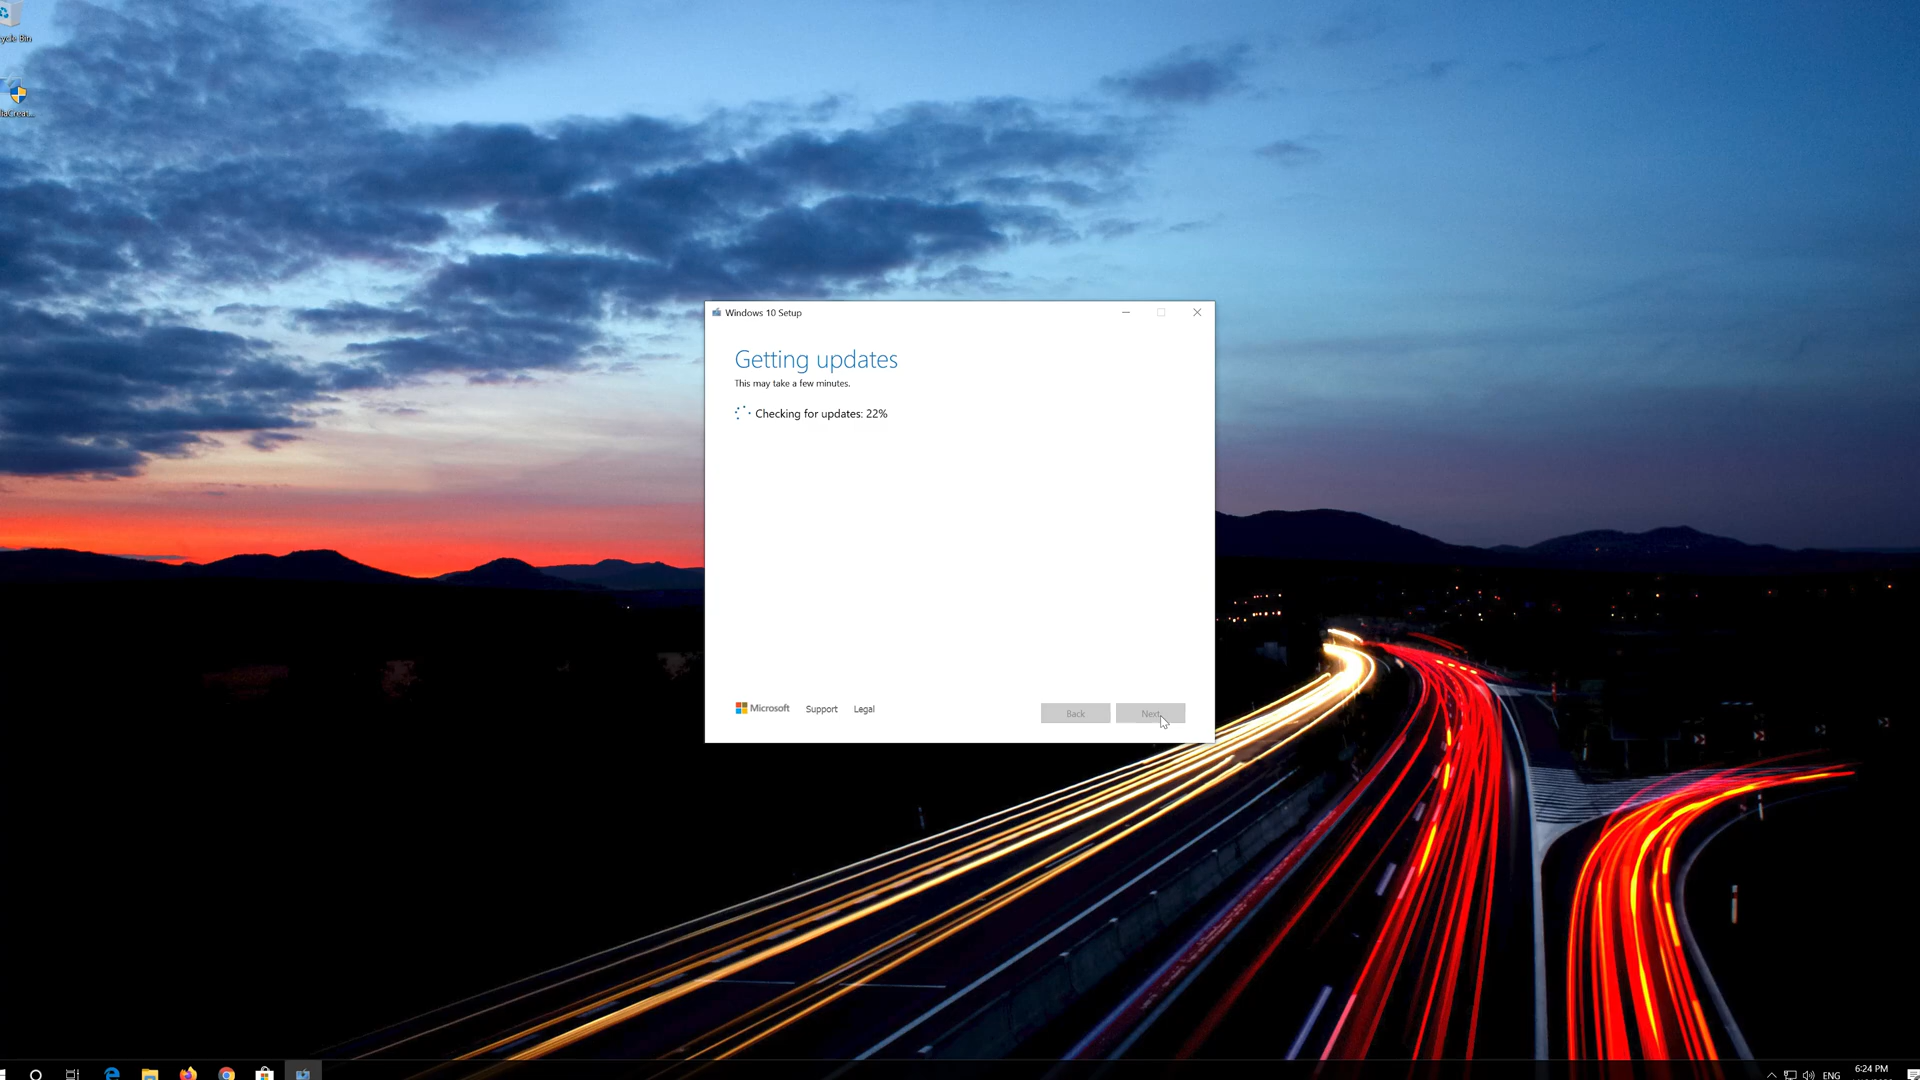 Windows 10 Setup
Getting updates
This may take a few minutes.
Checking for updates: 22%
Microsoft
Support
Legal
Back
Next
ENG
6:24 PM